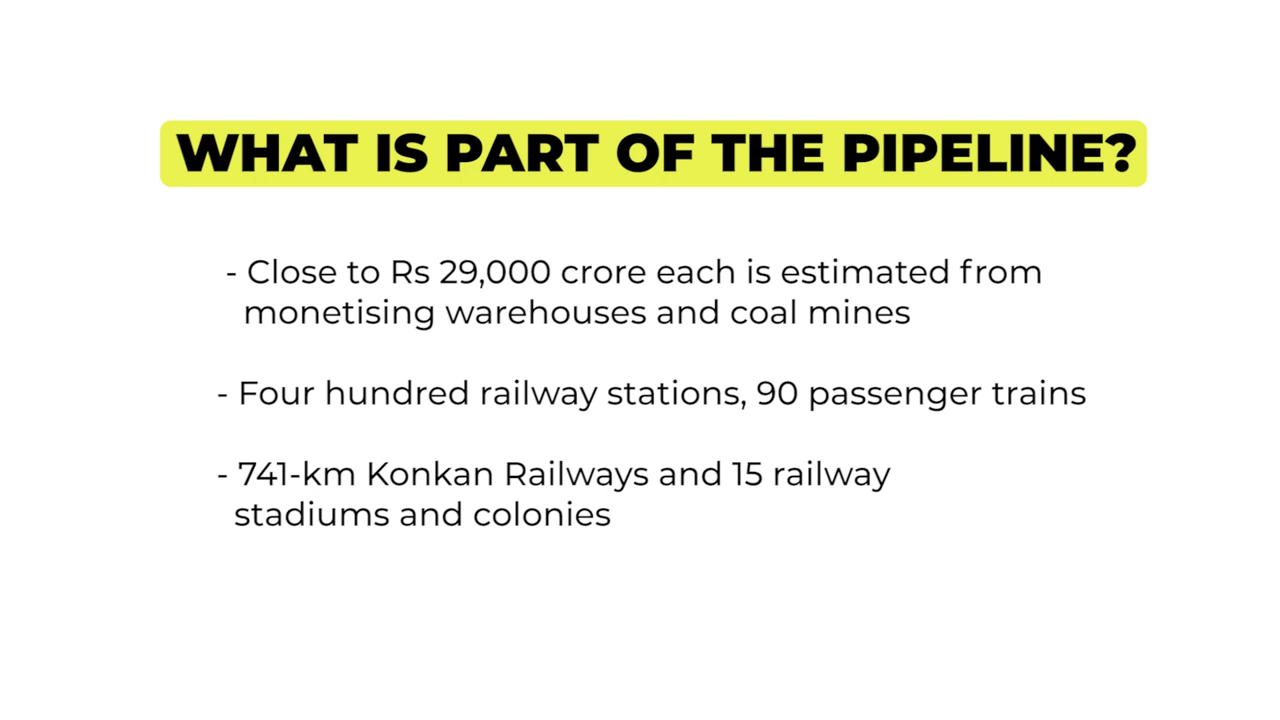 WHAT IS PART OF THE PIPELINE?
- Close to Rs 29,000 crore each is estimated from
monetising warehouses and coal mines
- Four hundred railway stations, 90 passenger trains
- 741-km Konkan Railways and 15 railway
stadiums and colonies